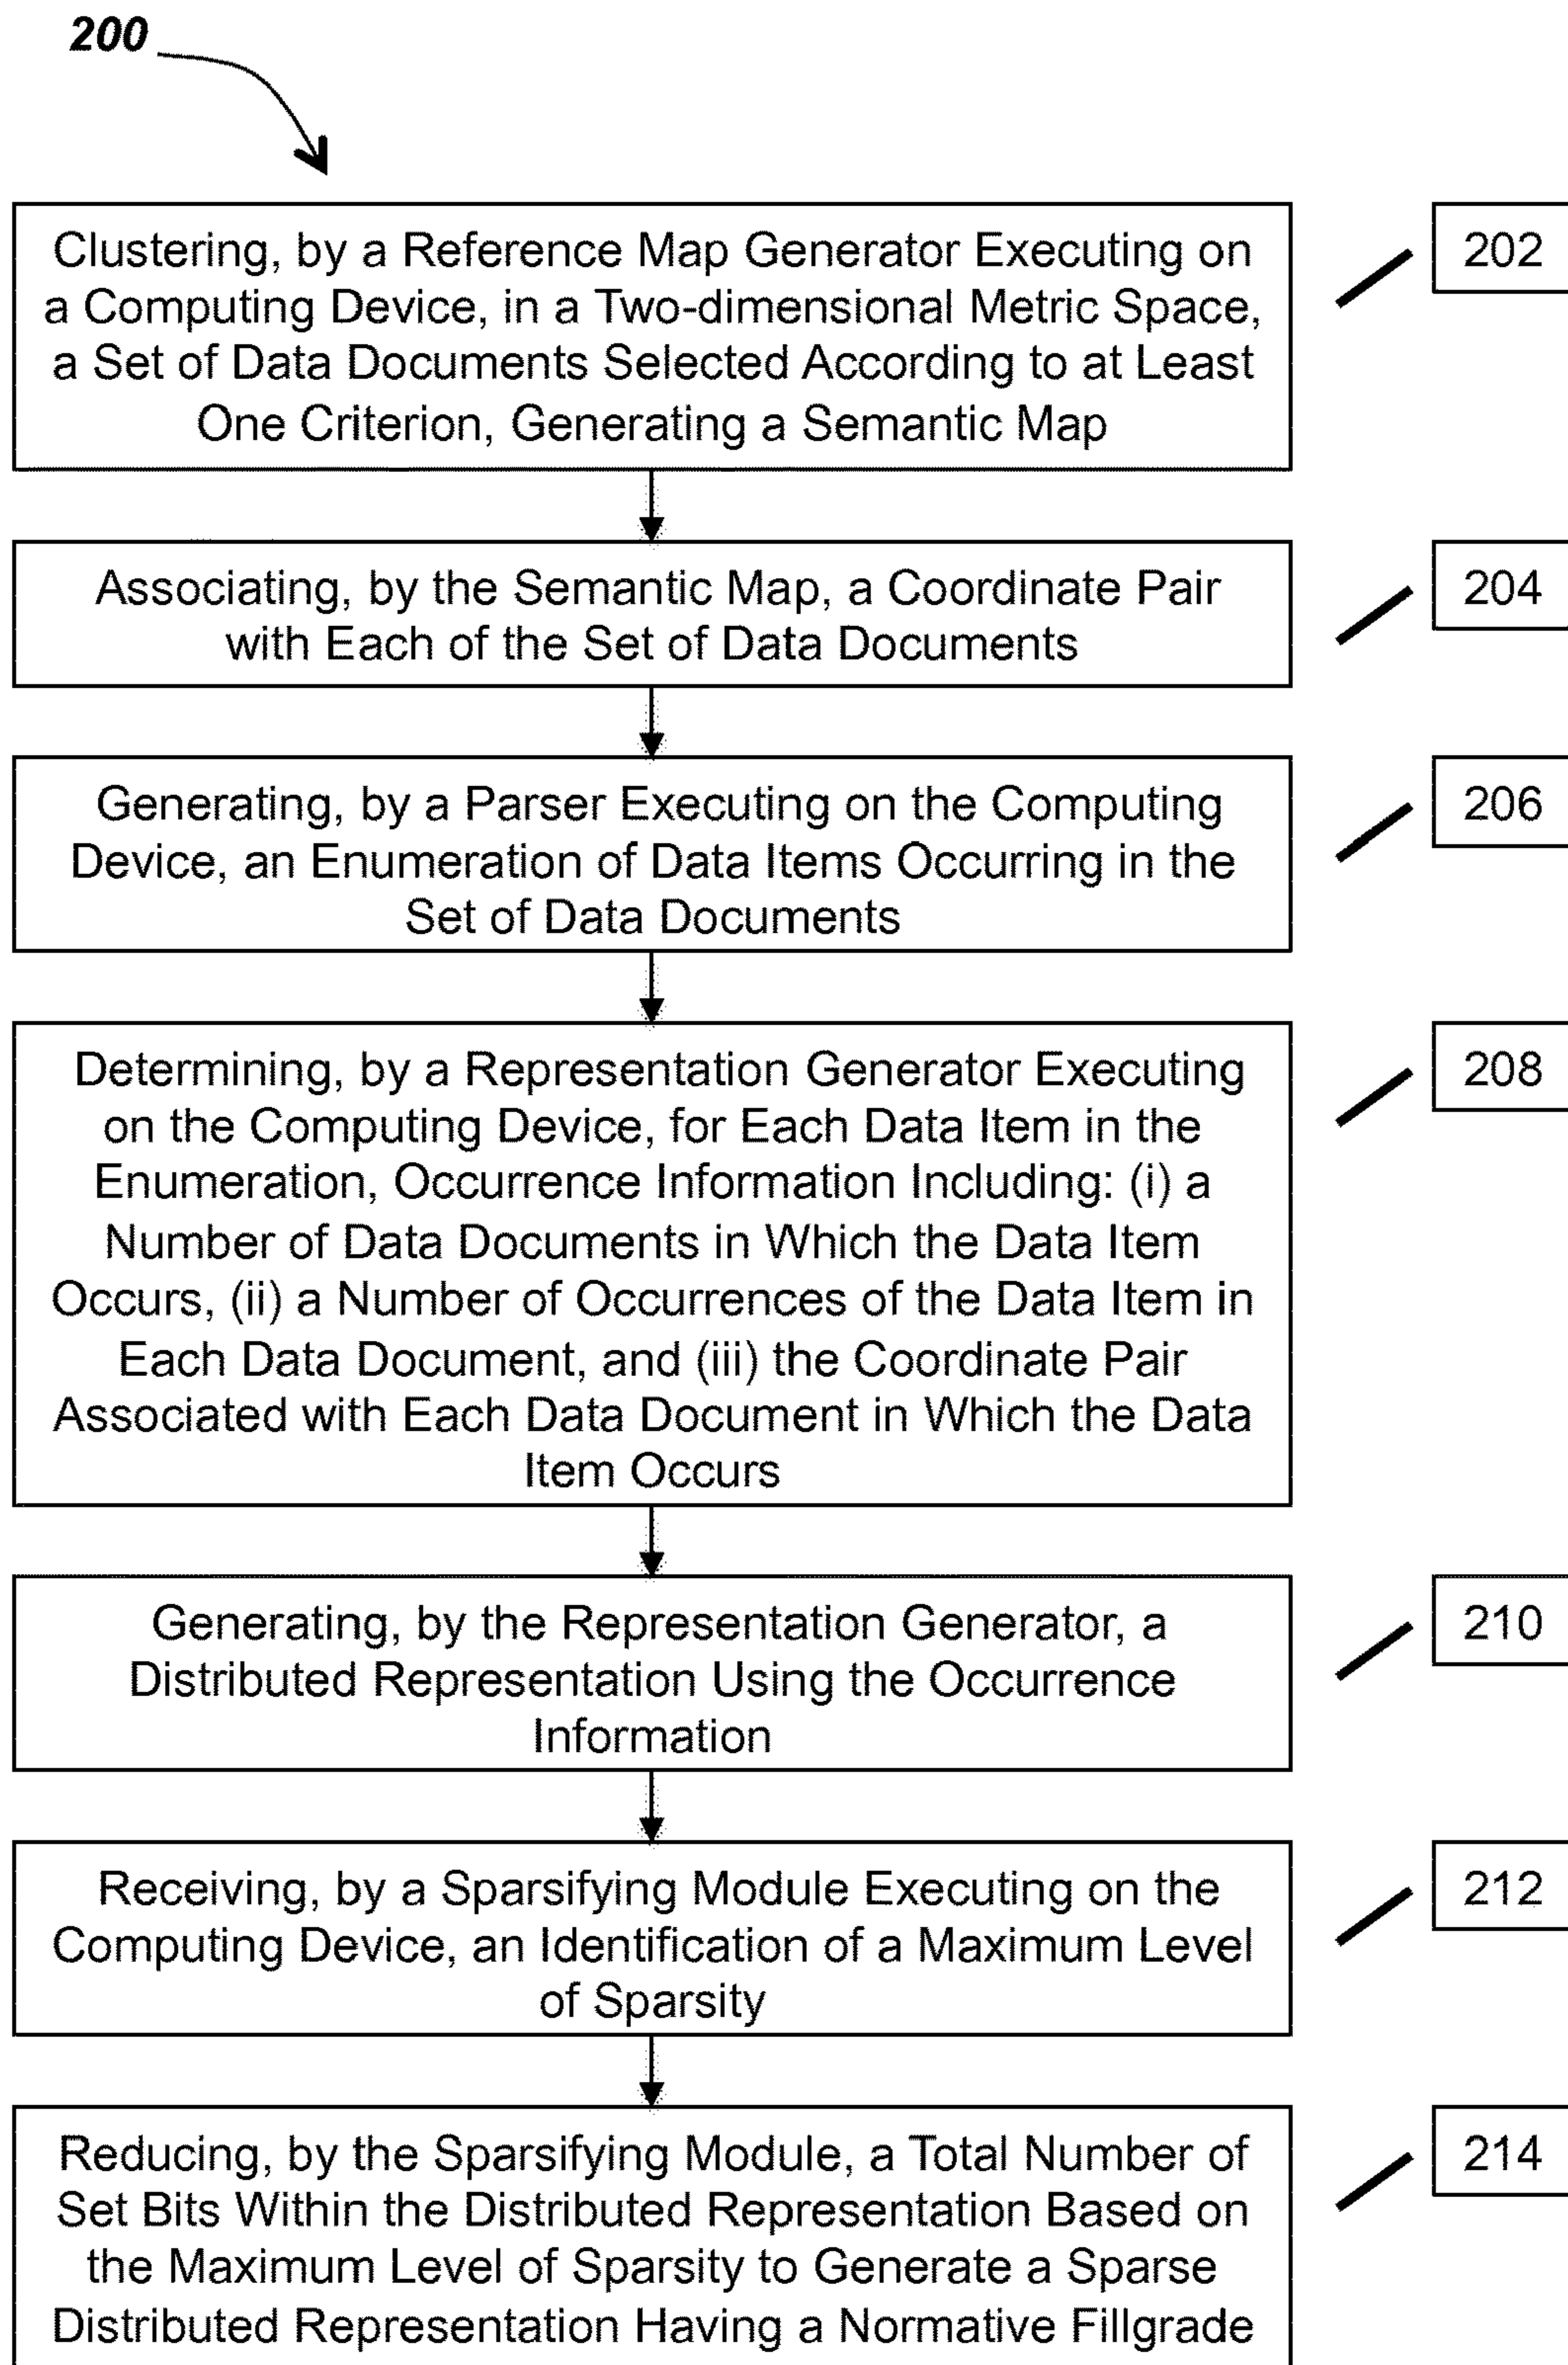 200
Clustering, by a Reference Map Generator Executing on
a Computing Device, in a Two-dimensional Metric Space,
a Set of Data Documents Selected According to at Least
One Criterion, Generating a Semantic Map
202
Associating, by the Semantic Map, a Coordinate Pair
with Each of the Set of Data Documents
204
Generating, by a Parser Executing on the Computing
Device, an Enumeration of Data Items Occurring in the
Set of Data Documents
206
Determining, by a Representation Generator Executing
on the Computing Device, for Each Data Item in the
Enumeration, Occurrence Information Including: (i) a
Number of Data Documents in Which the Data Item
Occurs, (ii) a Number of Occurrences of the Data Item in
Each Data Document, and (iii) the Coordinate Pair
Associated with Each Data Document in Which the Data
Item Occurs
208
Generating, by the Representation Generator, a
Distributed Representation Using the Occurrence
Information
210
Receiving, by a Sparsifying Module Executing on the
Computing Device, an Identification of a Maximum Level
of Sparsity
212
Reducing, by the Sparsifying Module, a Total Number of
Set Bits Within the Distributed Representation Based on
the Maximum Level of Sparsity to Generate a Sparse
Distributed Representation Having a Normative Fillgrade
214